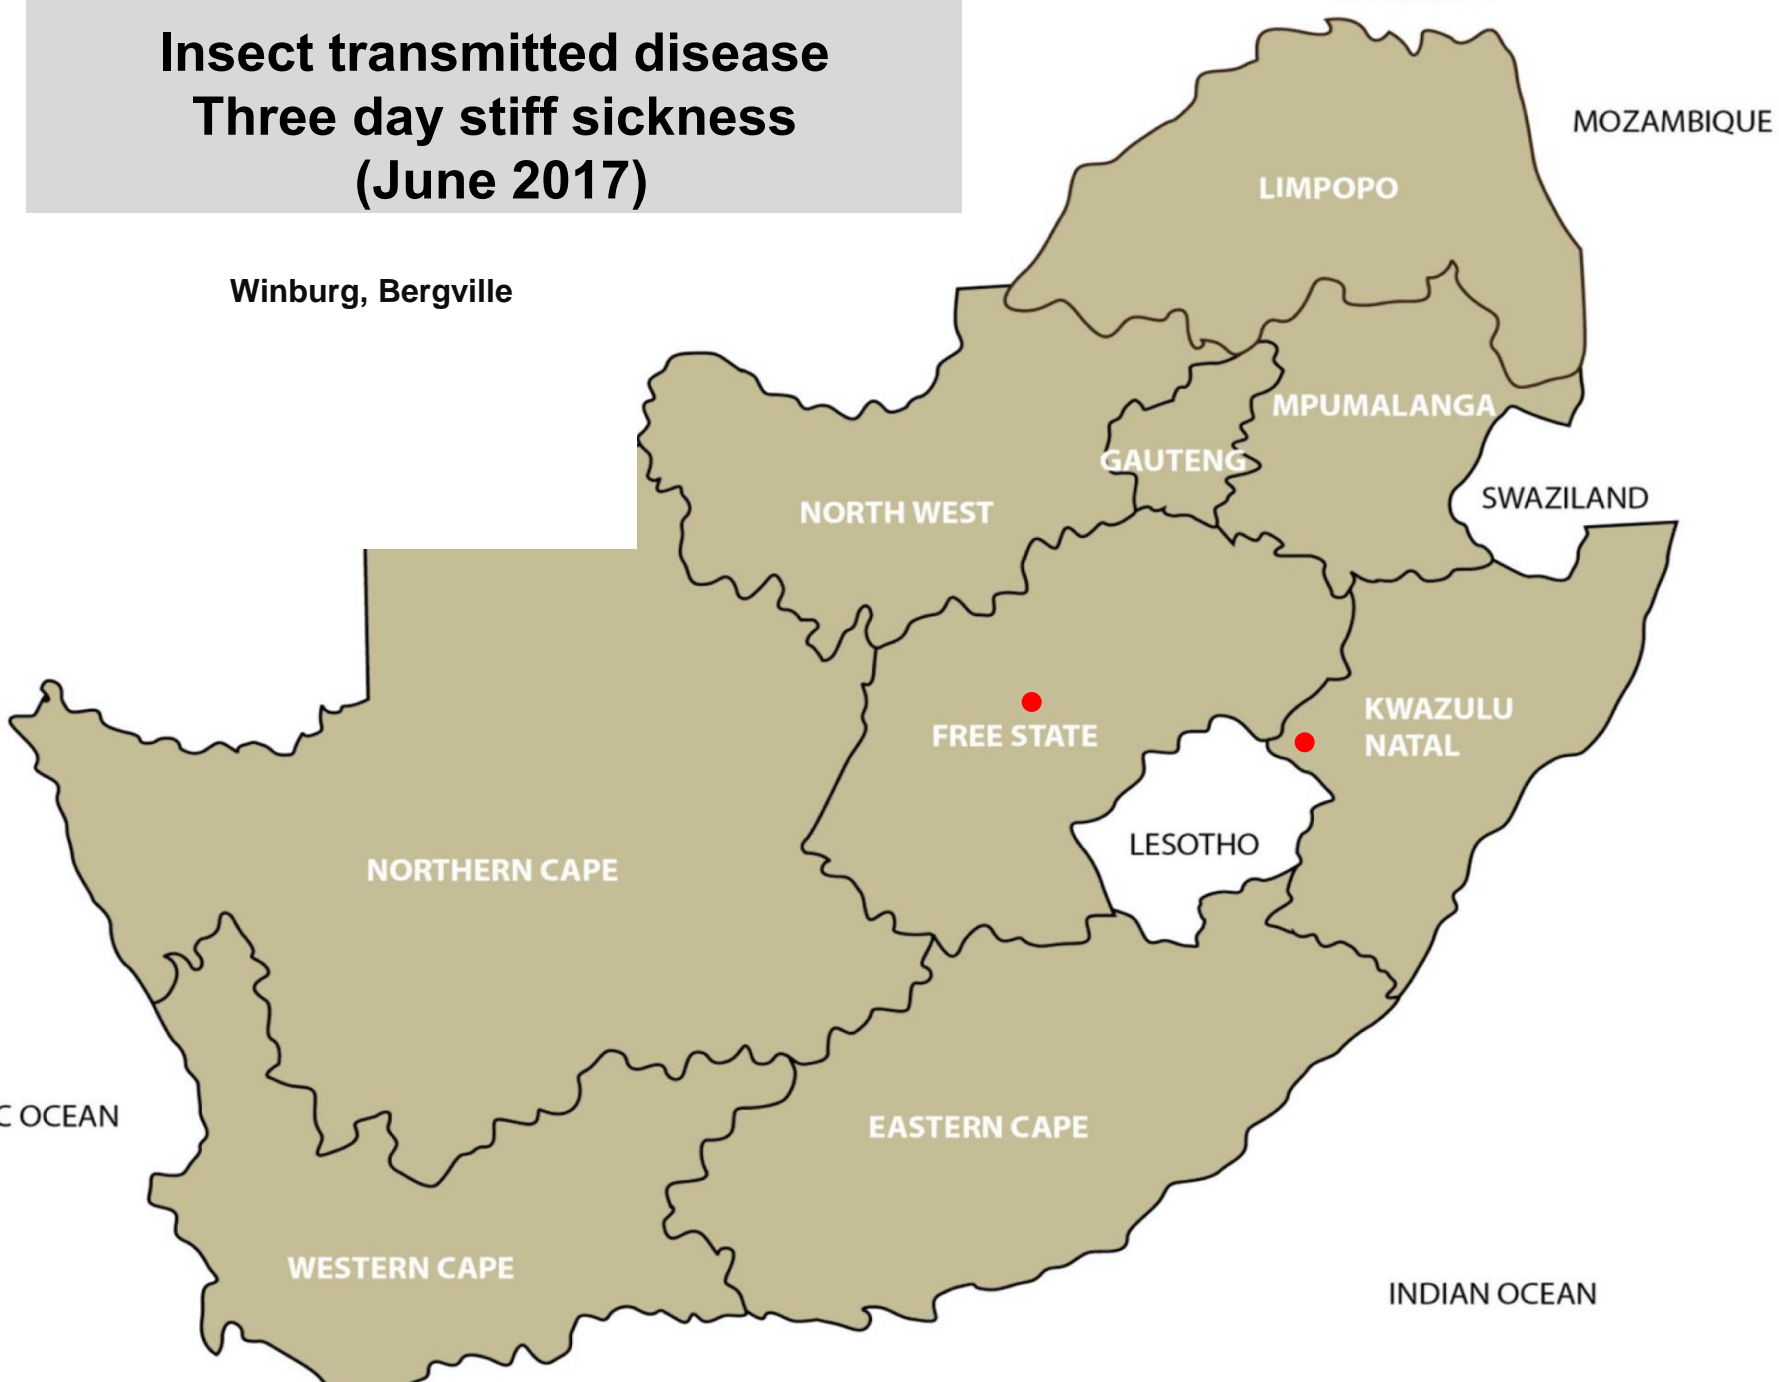 Insect transmitted disease
Three day stiff sickness
(June 2017)
Winburg, Bergville
MOZAMBIQUE
LIMPOPO
MPUMALANGA
GAUTENG
SWAZILAND
NORTH WEST
KWAZULU
NATAL
FREE STATE
LESOTHO
NORTHERN CAPE
C OCEAN
EASTERN CAPE
WESTERN CAPE
INDIAN OCEAN